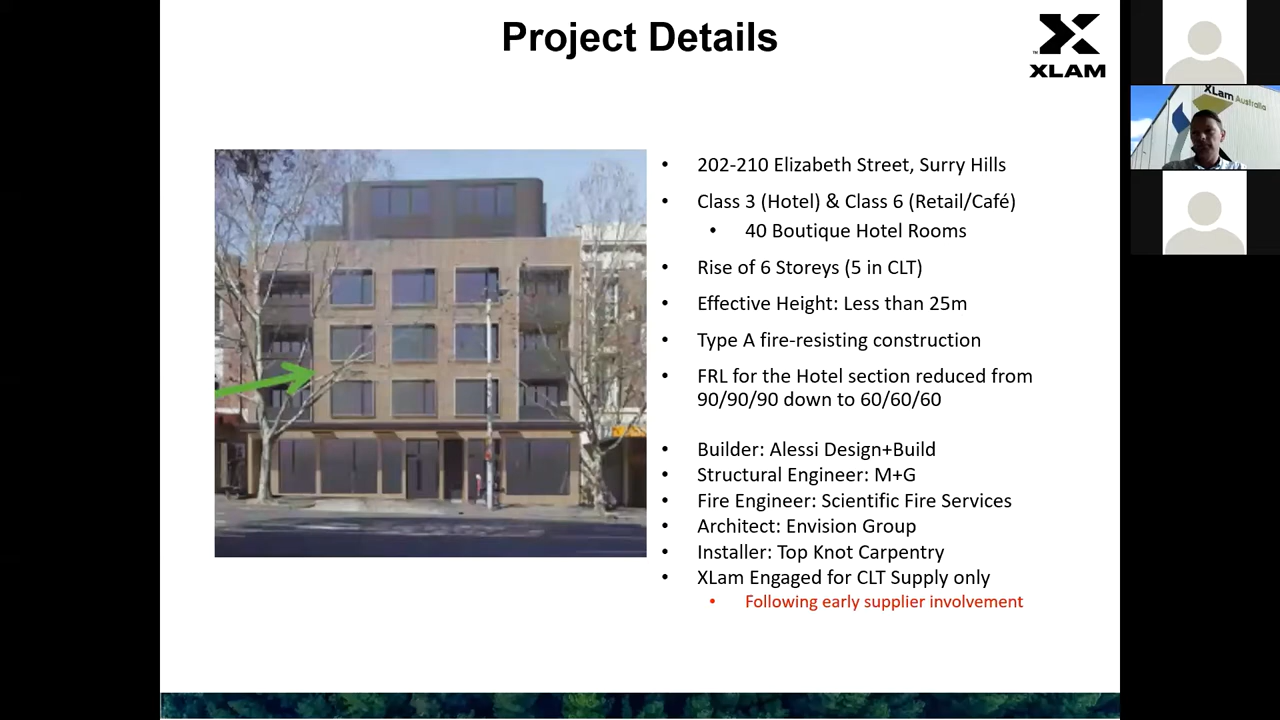 Project Details
XLAM
XLam Australia
202-210 Elizabeth Street, Surry Hills
Class 3 (Hotel) & Class 6 (Retail/Café)
40 Boutique Hotel Rooms
Rise of 6 Storeys (5 in CLT)
Effective Height: Less than 25m
Type A fire-resisting construction
FRL for the Hotel section reduced from
90/90/90 down to 60/60/60
Builder: Alessi Design+Build
Structural Engineer: M+G
Fire Engineer: Scientific Fire Services
Architect: Envision Group
Installer: Top Knot Carpentry
XLam Engaged for CLT Supply only
Following early supplier involvement